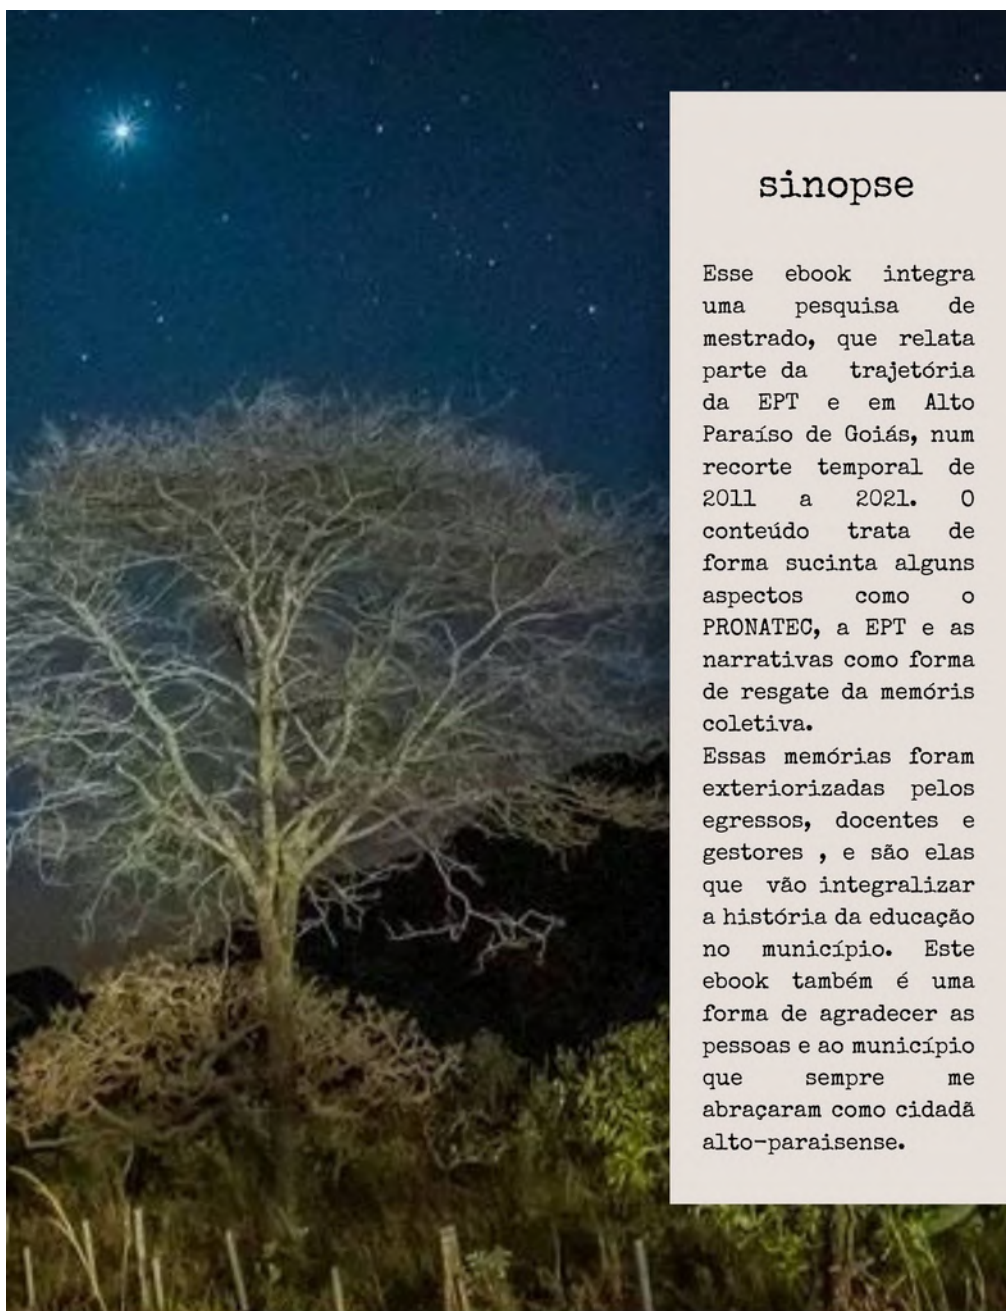 sinopse
Esse ebook integra
uma pesquisa de
mestrado, que relata
parte da trajetória
da EPT e em Alto
Paraíso de Goiás, num
recorte temporal de
2011 a 2021. O
conteúdo trata de
forma sucinta alguns
aspectos como o
PRONATEC, a EPT e as
narrativas como forma
de resgate da memóris
coletiva.
Essas memórias foram
exteriorizadas pelos
egressos, docentes e
gestores , e são elas
que vão integralizar
a história da educação
no município. Este
ebook também é uma
forma de agradecer as
pessoas e ao município
que sempre me
abraçaram como cidadã
alto-paraisense.